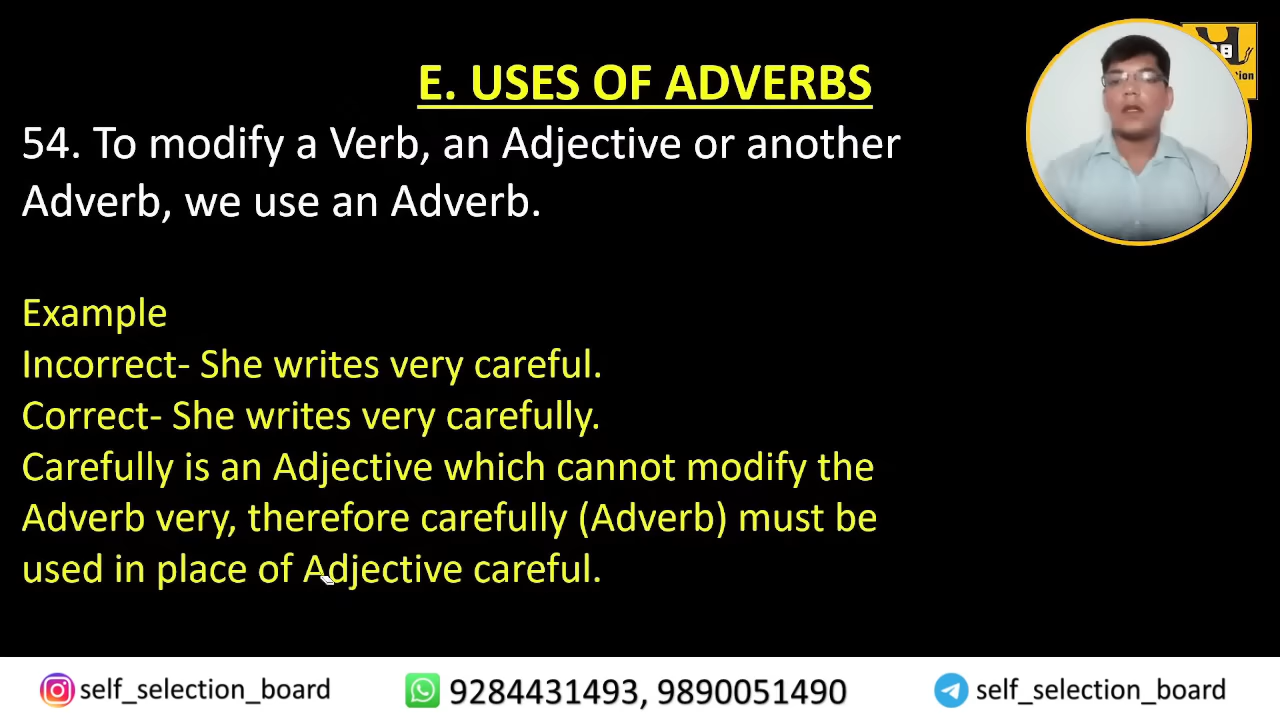 E. USES OF ADVERBS
54. To modify a Verb, an Adjective or another
Adverb, we use an Adverb.
Example
Incorrect- She writes very careful.
Correct- She writes very carefully.
Carefully is an Adjective which cannot modify the
Adverb very, therefore carefully (Adverb) must be
used in place of Adjective careful.
self_selection_board
9284431493, 9890051490
self_selection_board